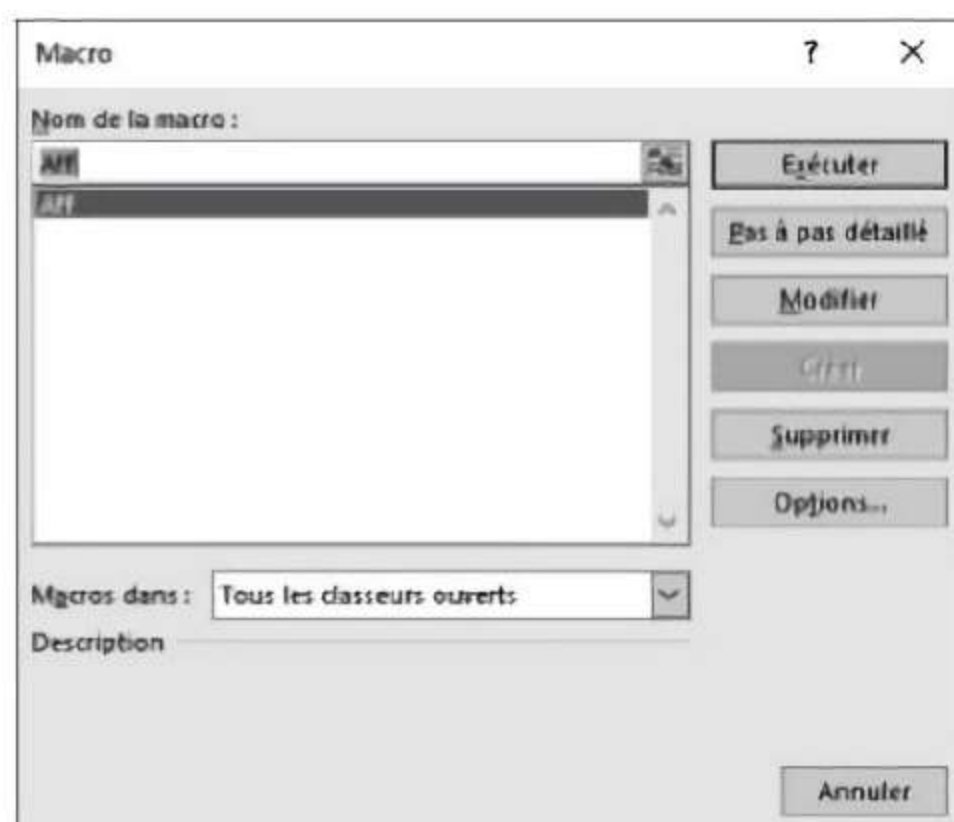 Macro
?
Nom de la macro :
Aff
Aff
Exécuter
Pas à pas détaillé
Modifier
Créer
Supprimer
Options...
Macros dans :
Tous les classeurs ouverts
Description
Annuler